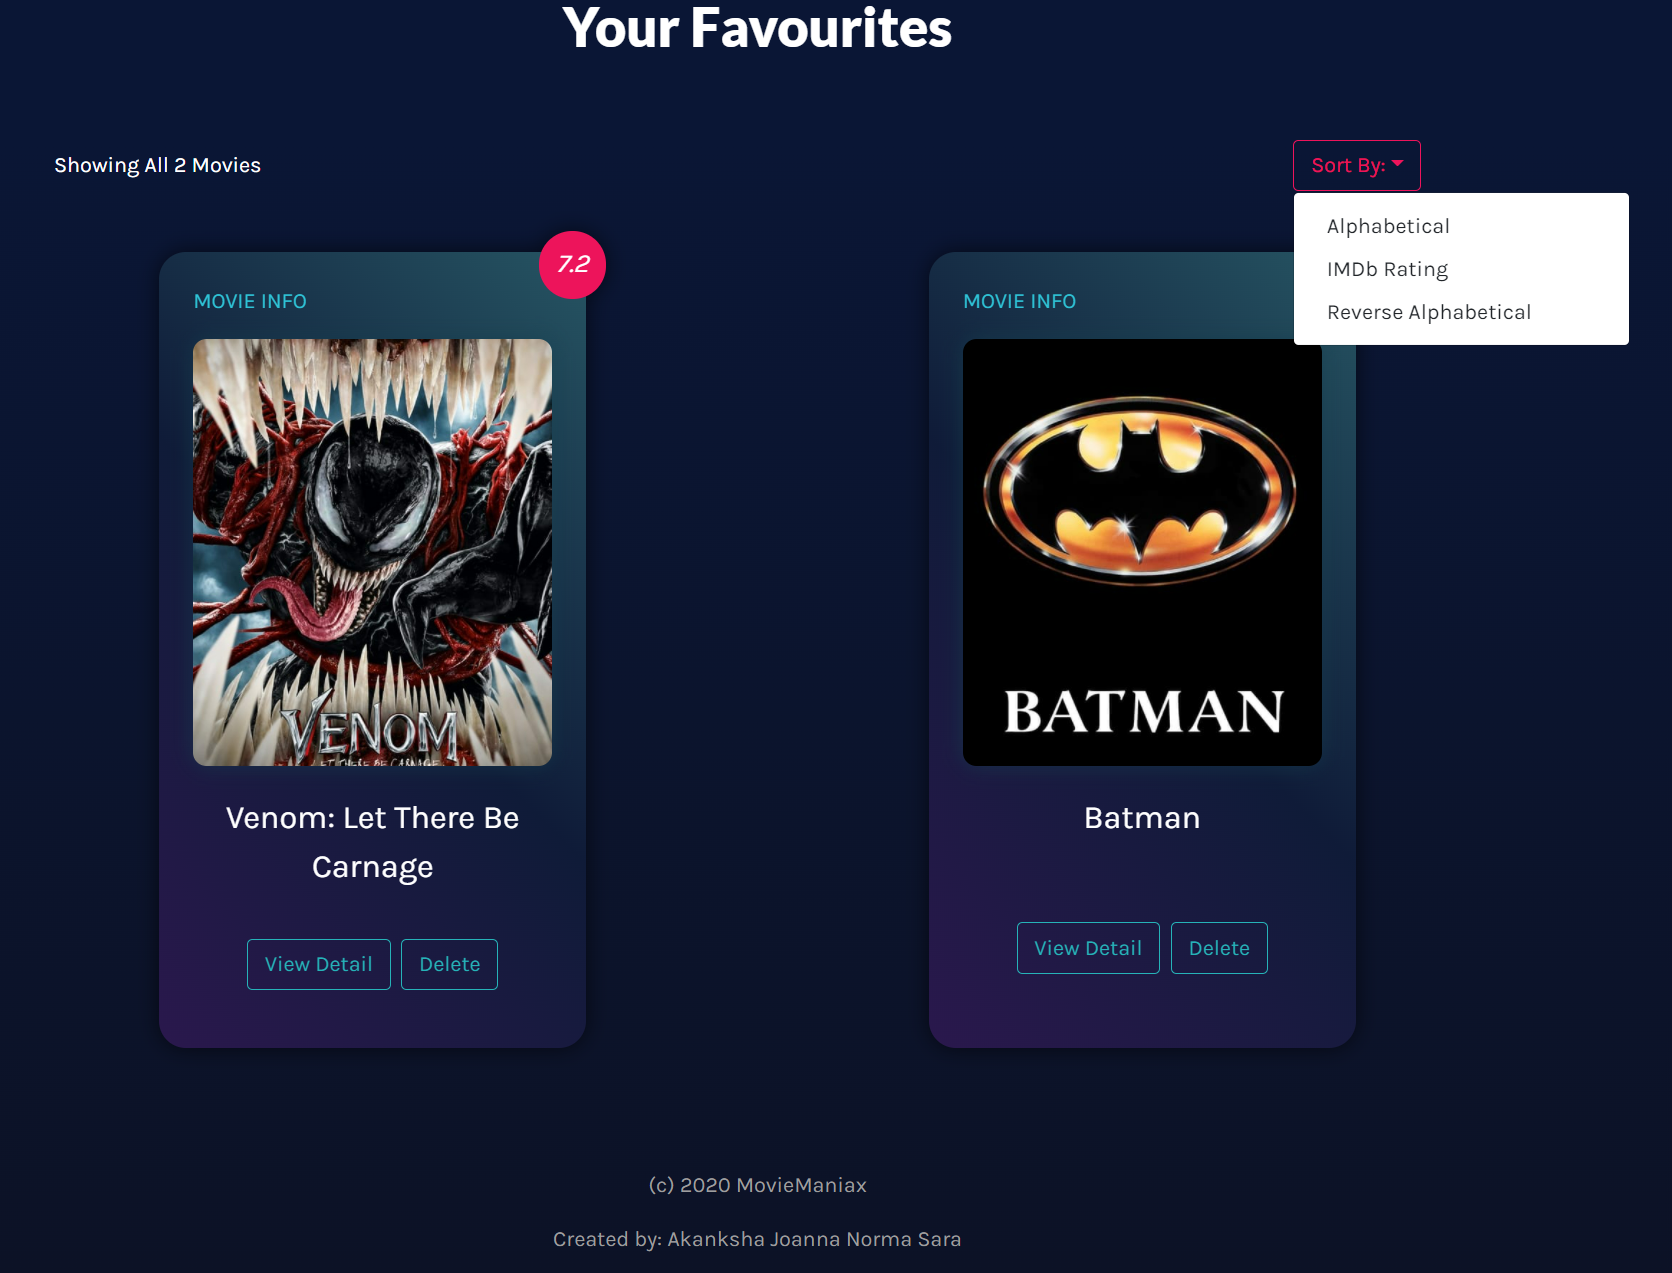 Your Favourites
Showing All 2 Movies
Sort By:
Alphabetical
IMDb Rating
Reverse Alphabetical
7.2
MOVIE INFO
VENOM
LET THERE BE CARNAGE
Venom: Let There Be
Carnage
View Detail Delete
MOVIE INFO
BATMAN
Batman
View Detail Delete
(c) 2020 MovieManiax
Created by: Akanksha Joanna Norma Sara